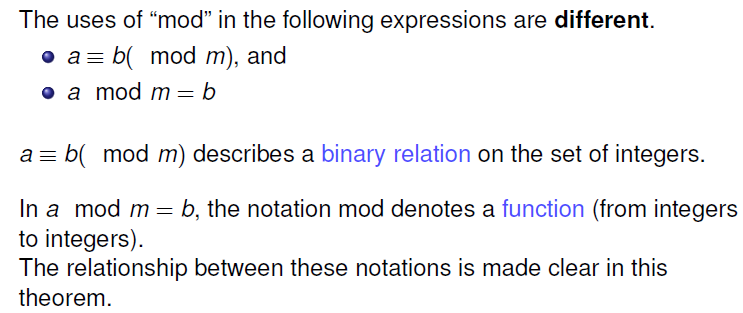 The uses of “mod” in the following expressions are different.
a ≡ b( mod m), and
a mod m = b
a ≡ b( mod m) describes a binary relation on the set of integers.
In a mod m = b, the notation mod denotes a function (from integers
to integers).
The relationship between these notations is made clear in this
theorem.